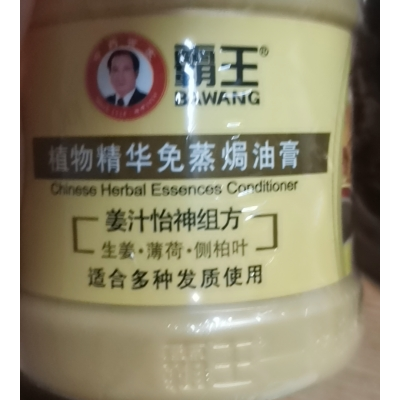 霸王®
BAWANG
植物精华免蒸焗油膏
Chinese Herbal Essences Conditioner
姜汁怡神组方
生姜·薄荷·侧柏叶
适合多种发质使用
霸王